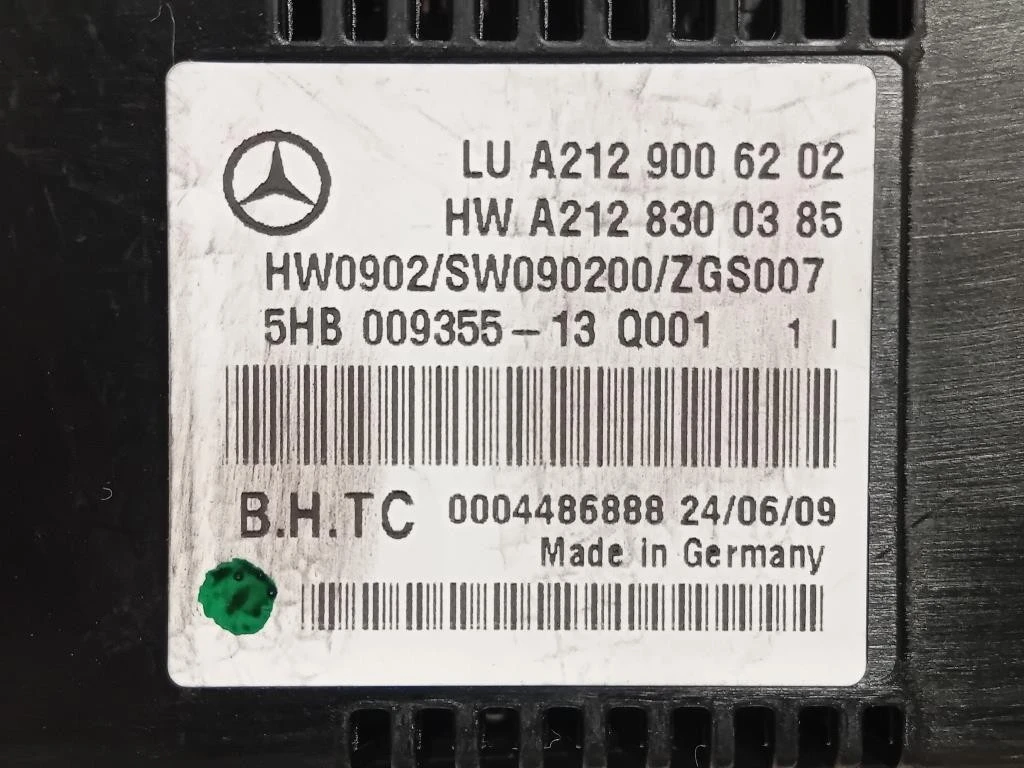 LU A212 900 62 02
HW A212 830 03 85
HW0902/SW090200/ZGS007
5HB 009355-13 Q001 1 I
B.H.TC 0004486888 24/06/09
Made in Germany